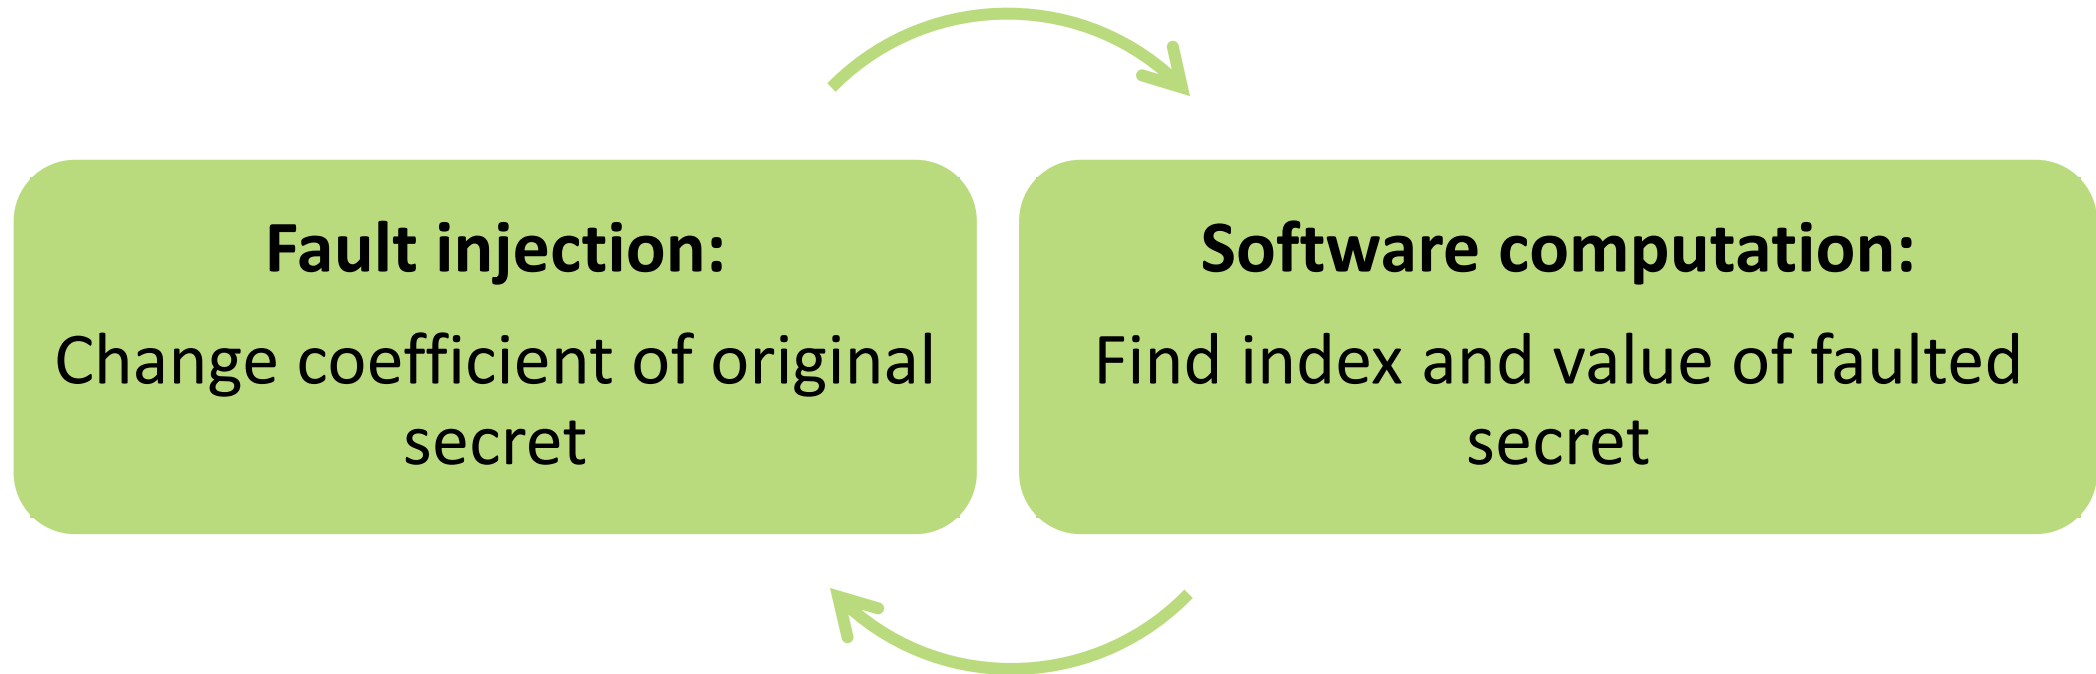 Fault injection:
Change coefficient of original
secret
Software computation:
Find index and value of faulted
secret